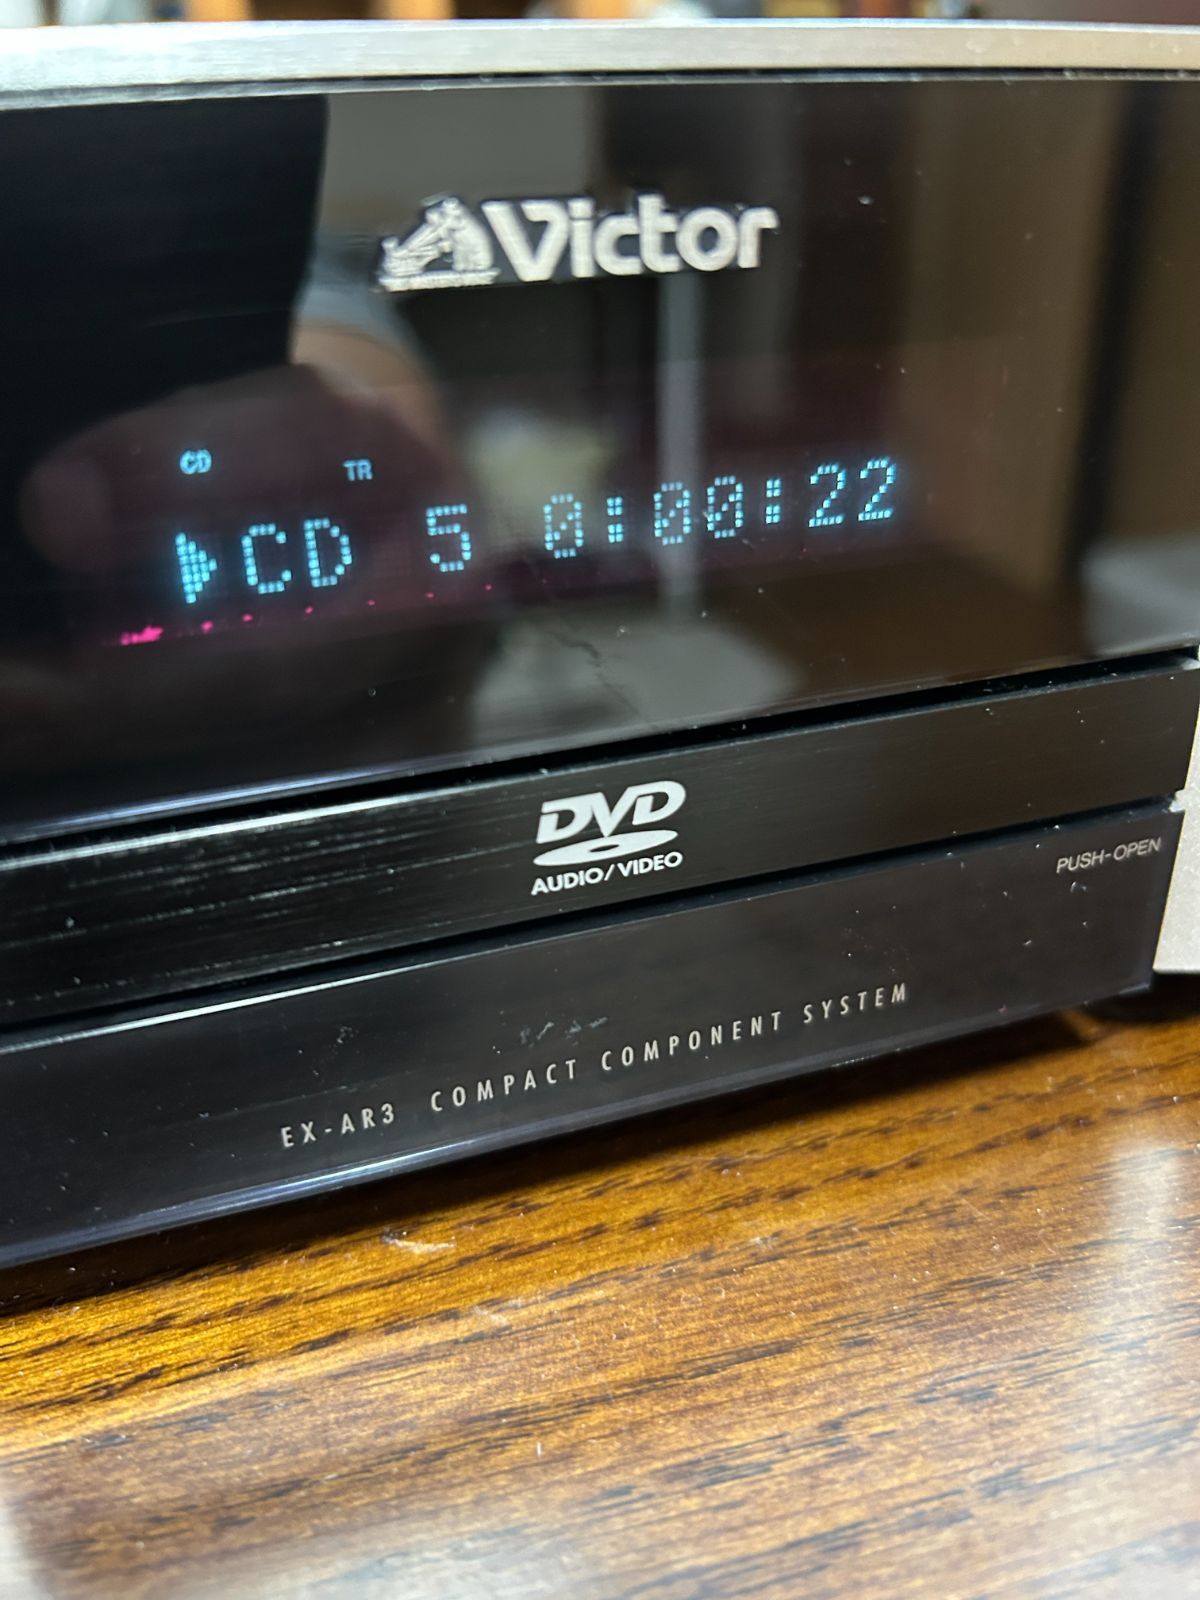 Victor
CD TR
CD 5 0:00:22
DVD
AUDIO/VIDEO
PUSH-OPEN
EX-AR3 COMPACT COMPONENT SYSTEM